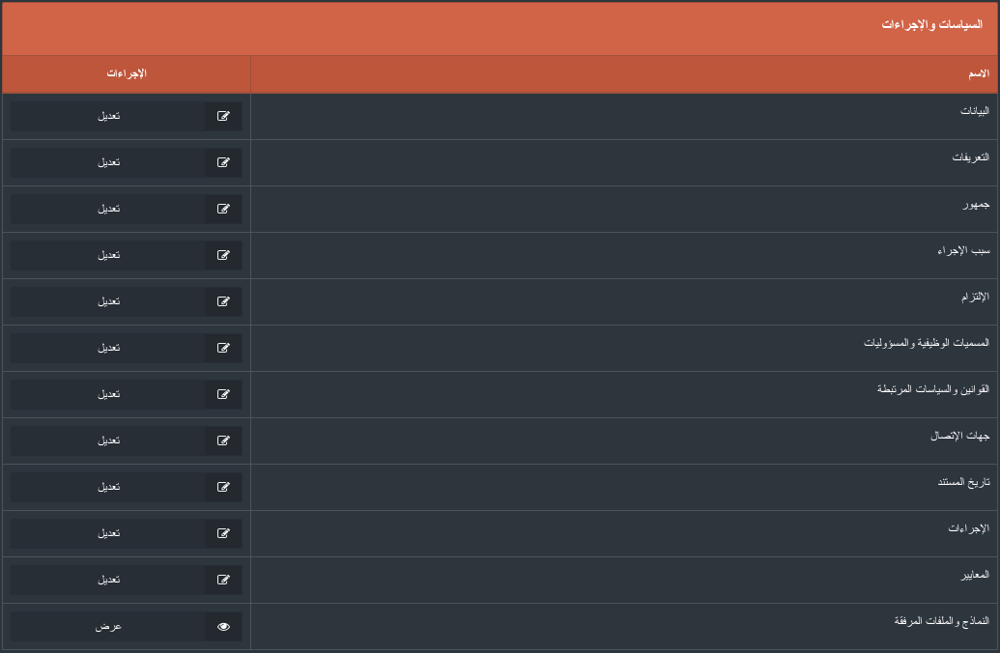 السياسات والإجراءات
الاسم الإجراءات
البيانات تعديل
التعريفات تعديل
جمهور تعديل
سبب الإجراء تعديل
الإلتزام تعديل
المسميات الوظيفية والمسؤوليات تعديل
القوانين والسياسات المرتبطة تعديل
جهات الإتصال تعديل
تاريخ المستند تعديل
الإجراءات تعديل
المعايير تعديل
النماذج والملفات المرفقة عرض